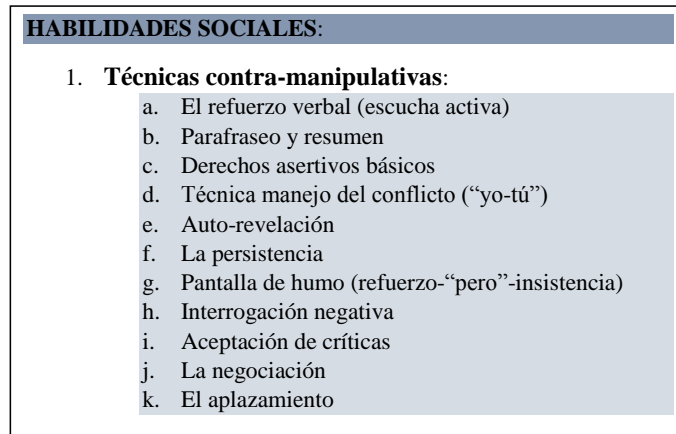 HABILIDADES SOCIALES:
1. Técnicas contra-manipulativas:
a. El refuerzo verbal (escucha activa)
b. Parafraseo y resumen
c. Derechos asertivos básicos
d. Técnica manejo del conflicto (“yo-tú”)
e. Auto-revelación
f. La persistencia
g. Pantalla de humo (refuerzo-“pero”-insistencia)
h. Interrogación negativa
i. Aceptación de críticas
j. La negociación
k. El aplazamiento